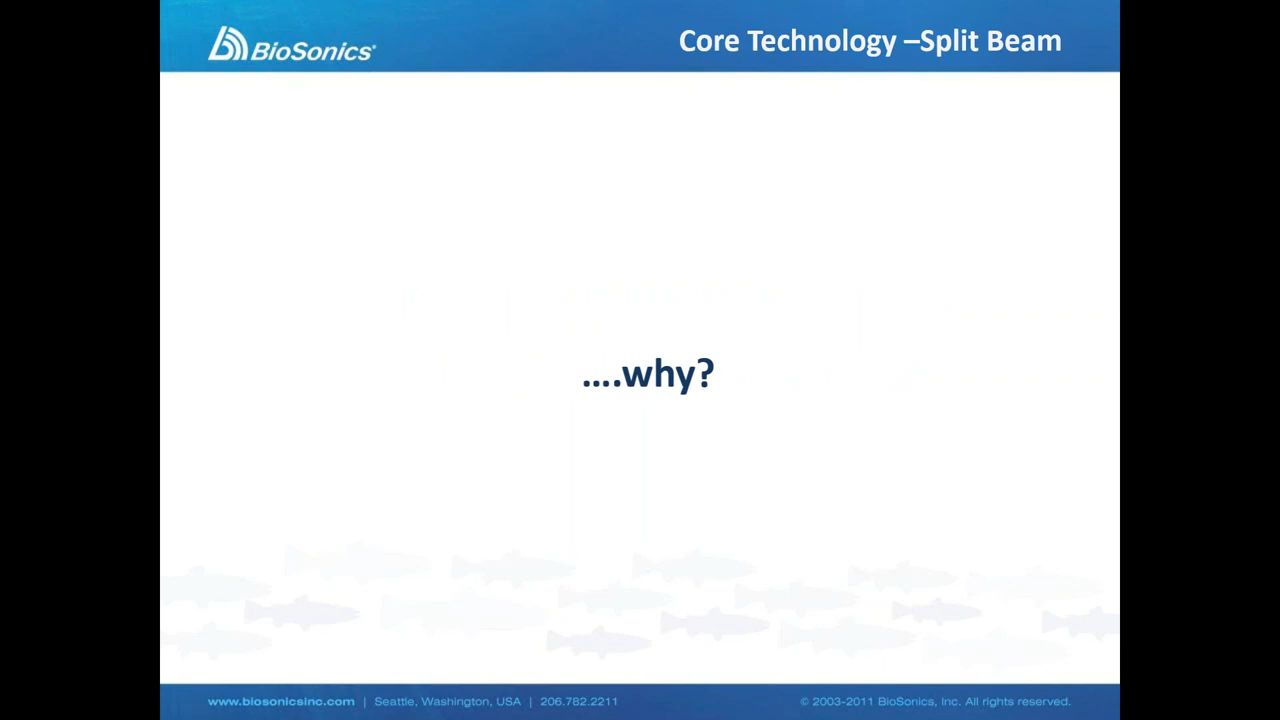 BioSonics®
Core Technology –Split Beam
....why?
www.biosonicsinc.com | Seattle, Washington, USA | 206.782.2211
© 2003-2011 BioSonics, Inc. All rights reserved.